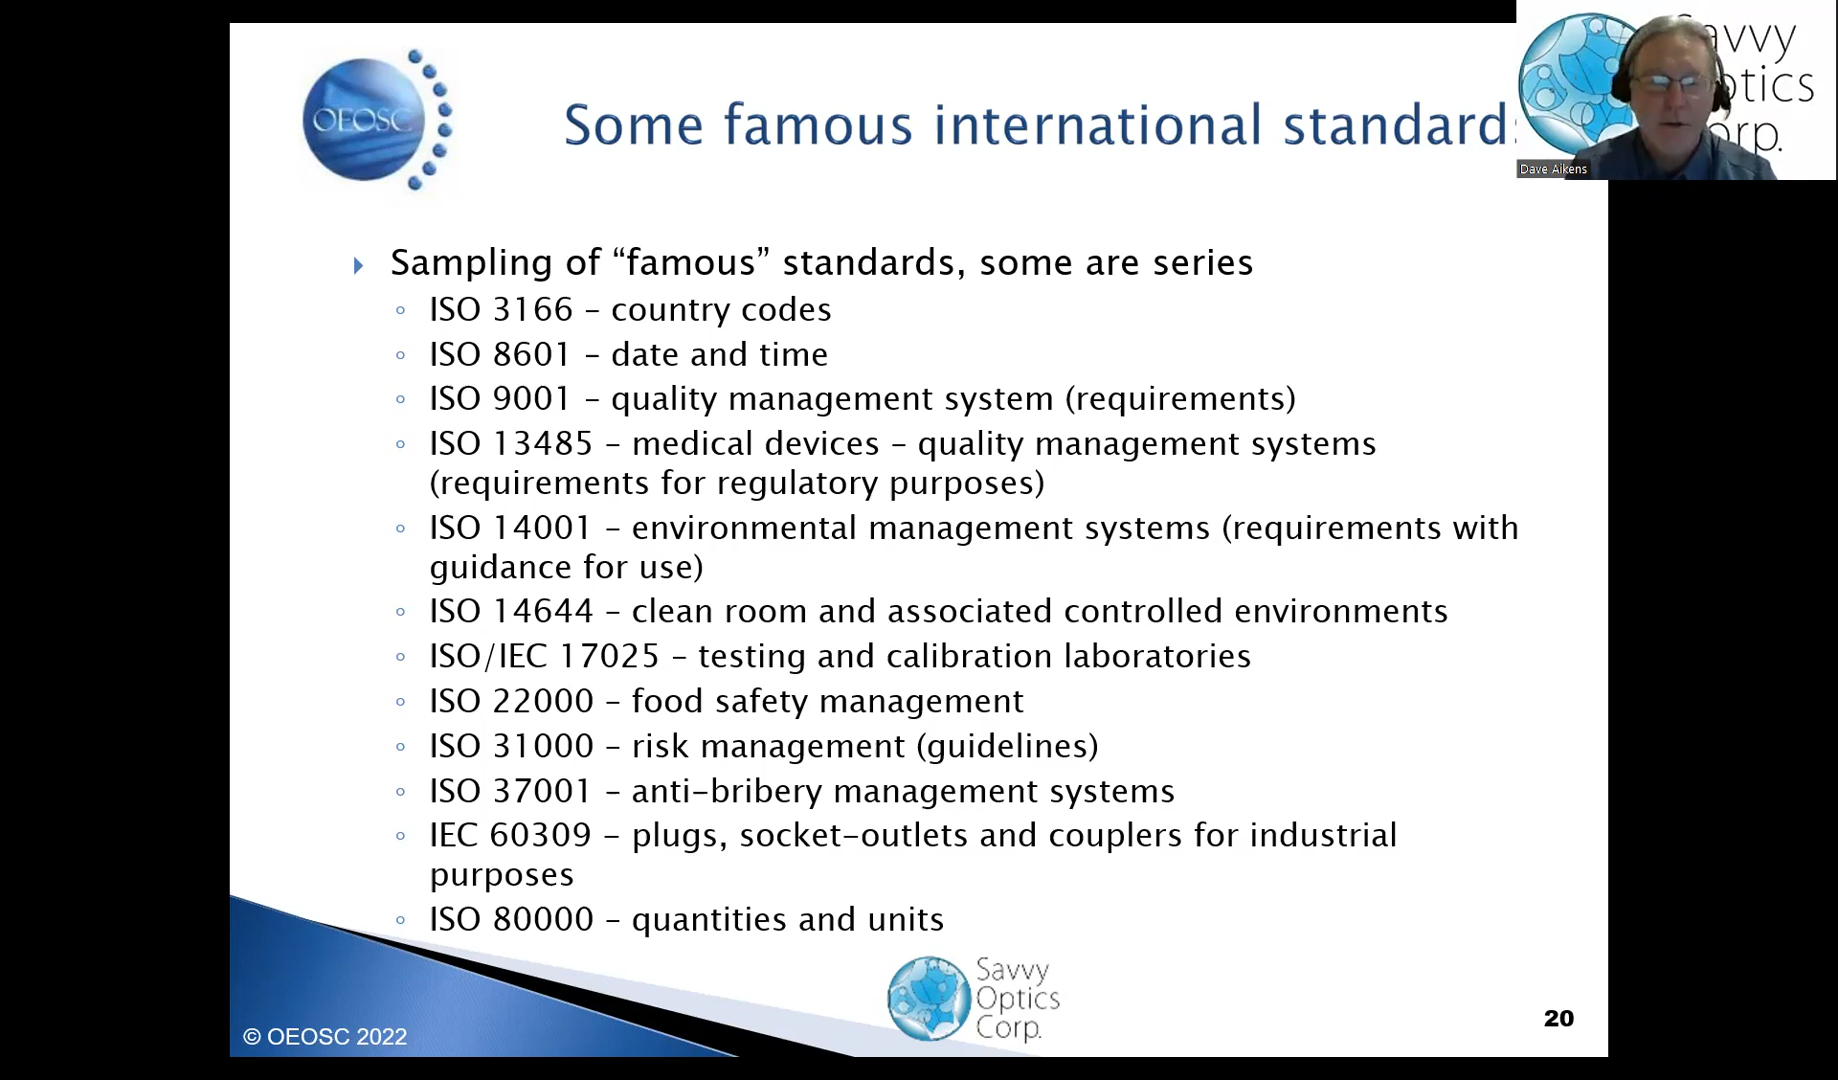 OEOSC
Some famous international standard
Savvy
Optics
Corp.
Dave Aikens
Sampling of “famous” standards, some are series
ISO 3166 – country codes
ISO 8601 – date and time
ISO 9001 – quality management system (requirements)
ISO 13485 – medical devices – quality management systems
(requirements for regulatory purposes)
ISO 14001 – environmental management systems (requirements with
guidance for use)
ISO 14644 – clean room and associated controlled environments
ISO/IEC 17025 – testing and calibration laboratories
ISO 22000 – food safety management
ISO 31000 – risk management (guidelines)
ISO 37001 – anti-bribery management systems
IEC 60309 – plugs, socket-outlets and couplers for industrial
purposes
ISO 80000 – quantities and units
Savvy
Optics
Corp.
© OEOSC 2022
20